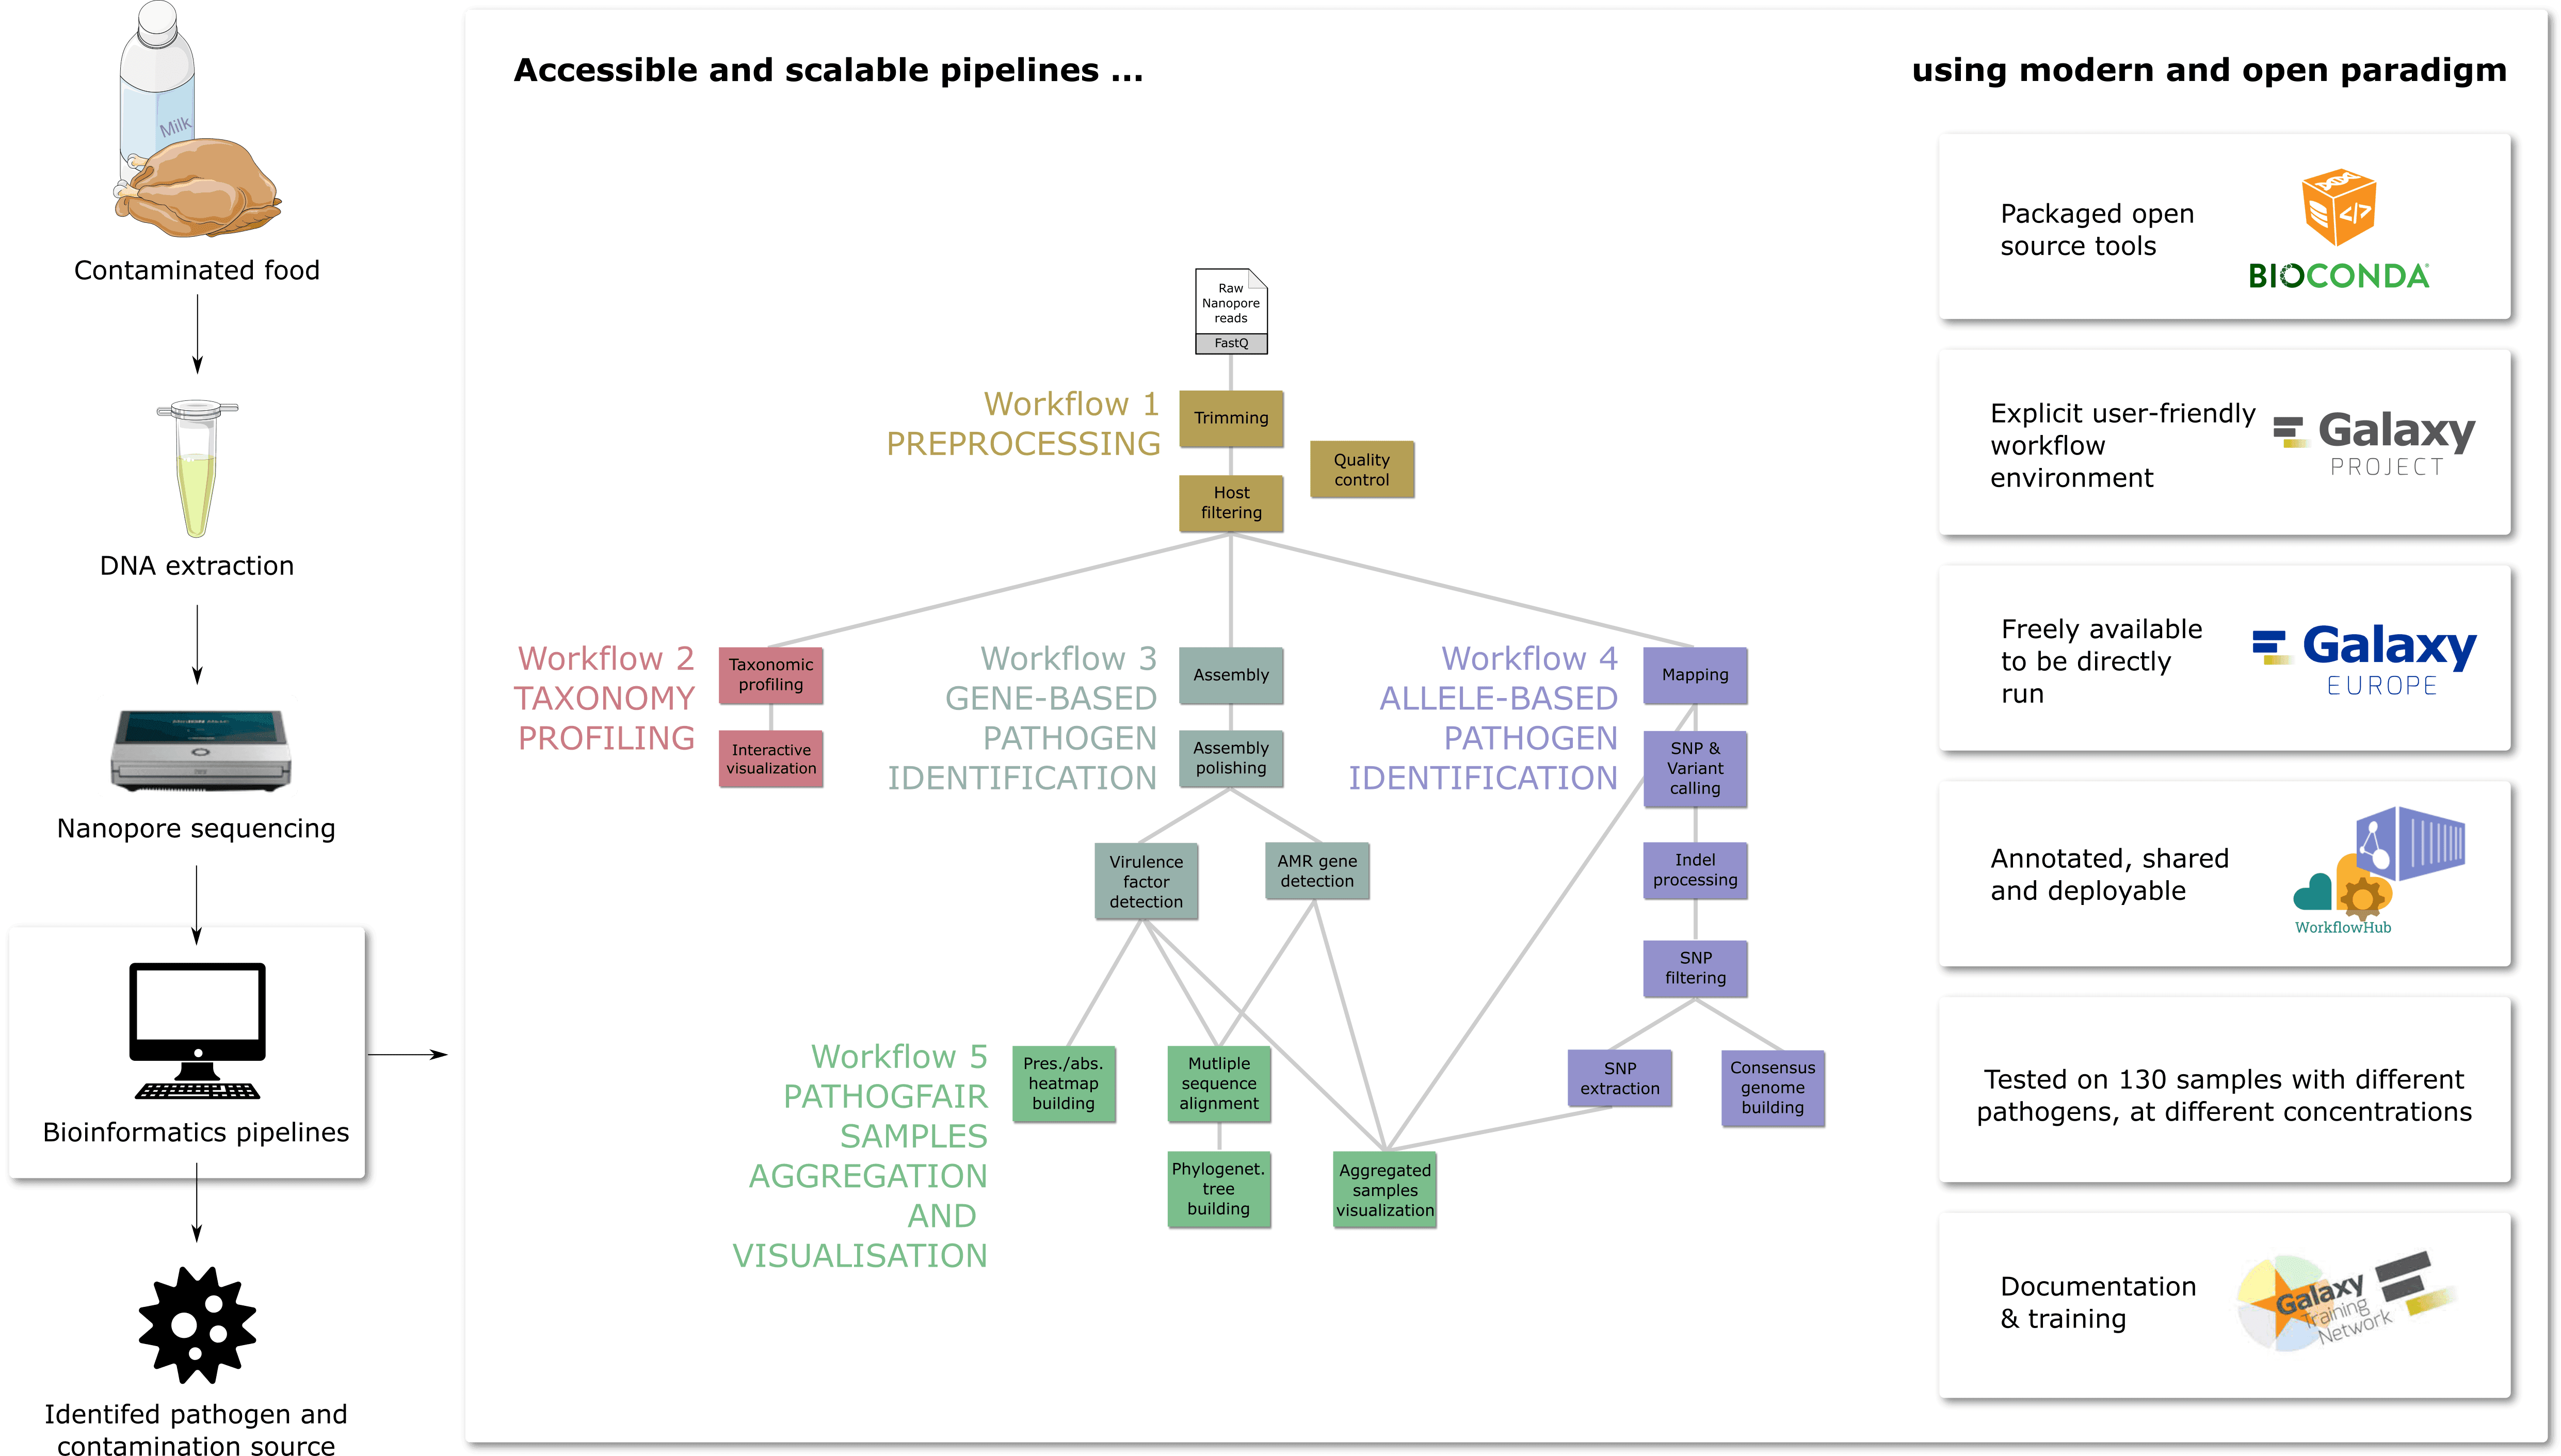 Milk
Contaminated food
DNA extraction
Nanopore sequencing
Bioinformatics pipelines
Identifed pathogen and
contamination source
Accessible and scalable pipelines ...
Raw
Nanopore
reads
FastQ
Workflow 1
PREPROCESSING
Trimming
Quality
control
Host
filtering
Workflow 2
TAXONOMY
PROFILING
Taxonomic
profiling
Interactive
visualization
Workflow 3
GENE-BASED
PATHOGEN
IDENTIFICATION
Assembly
Assembly
polishing
Virulence
factor
detection
AMR gene
detection
Workflow 4
ALLELE-BASED
PATHOGEN
IDENTIFICATION
Mapping
SNP &
Variant
calling
Indel
processing
SNP
filtering
SNP
extraction
Consensus
genome
building
Workflow 5
PATHOGFAIR
SAMPLES
AGGREGATION
AND
VISUALISATION
Pres./abs.
heatmap
building
Mutliple
sequence
alignment
Phylogenet.
tree
building
Aggregated
samples
visualization
using modern and open paradigm
Packaged open
source tools
</>
BIOCONDA
Explicit user-friendly
workflow
environment
Galaxy
PROJECT
Freely available
to be directly
run
Galaxy
EUROPE
Annotated, shared
and deployable
WorkflowHub
Tested on 130 samples with different
pathogens, at different concentrations
Documentation
& training
Galaxy
Training
Network